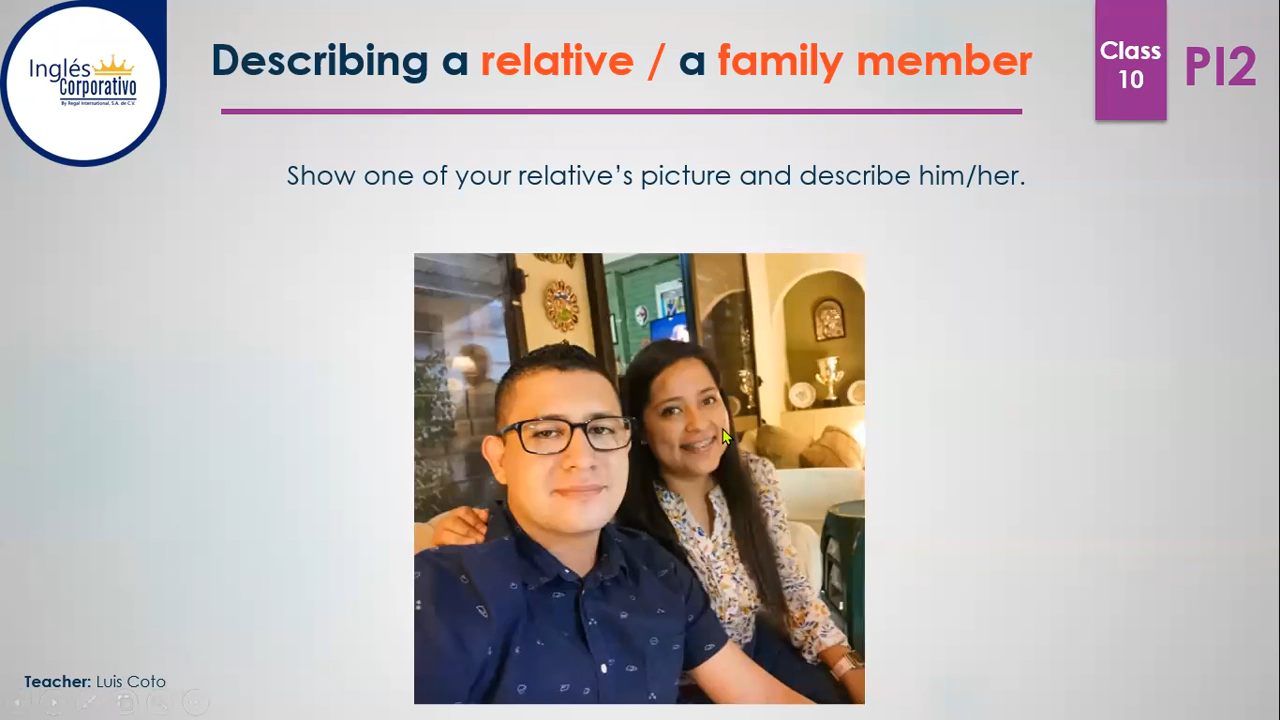 Inglés
Corporativo
By Regal International, S.A. de C.V.
Describing a relative / a family member
Class
10
PI2
Show one of your relative’s picture and describe him/her.
Teacher: Luis Coto